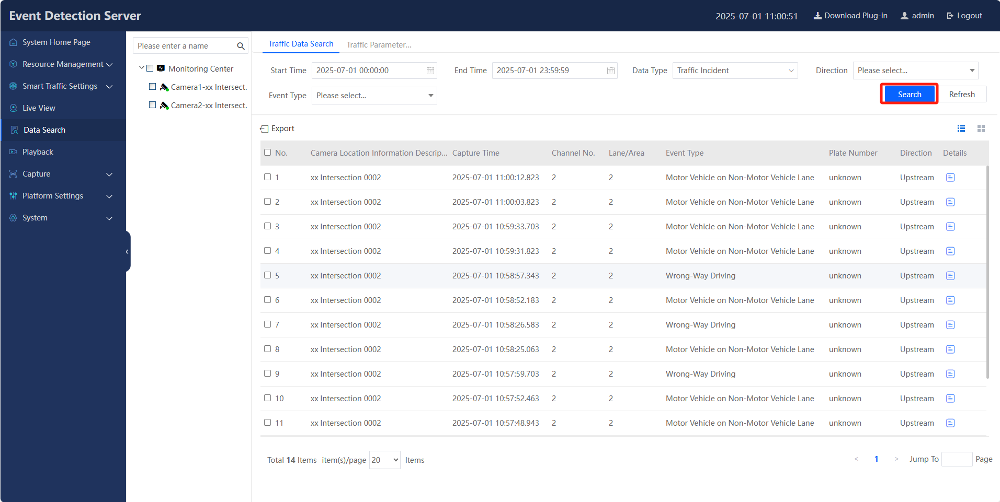 Event Detection Server
2025-07-01 11:00:51 Download Plug-in admin Logout
System Home Page
Resource Management
Smart Traffic Settings
Live View
Data Search
Playback
Capture
Platform Settings
System
Please enter a name
Monitoring Center
Camera1-xx Intersect.
Camera2-xx Intersect.
Traffic Data Search Traffic Parameter...
Start Time 2025-07-01 00:00:00 End Time 2025-07-01 23:59:59 Data Type Traffic Incident Direction Please select...
Event Type Please select... Search Refresh
Export
No. Camera Location Information Descrip... Capture Time Channel No. Lane/Area Event Type Plate Number Direction Details
1 xx Intersection 0002 2025-07-01 11:00:12.823 2 2 Motor Vehicle on Non-Motor Vehicle Lane unknown Upstream
2 xx Intersection 0002 2025-07-01 11:00:03.823 2 2 Motor Vehicle on Non-Motor Vehicle Lane unknown Upstream
3 xx Intersection 0002 2025-07-01 10:59:33.703 2 2 Motor Vehicle on Non-Motor Vehicle Lane unknown Upstream
4 xx Intersection 0002 2025-07-01 10:59:31.823 2 2 Motor Vehicle on Non-Motor Vehicle Lane unknown Upstream
5 xx Intersection 0002 2025-07-01 10:58:57.343 2 2 Wrong-Way Driving unknown Upstream
6 xx Intersection 0002 2025-07-01 10:58:52.183 2 2 Motor Vehicle on Non-Motor Vehicle Lane unknown Upstream
7 xx Intersection 0002 2025-07-01 10:58:26.583 2 2 Wrong-Way Driving unknown Upstream
8 xx Intersection 0002 2025-07-01 10:58:25.063 2 2 Motor Vehicle on Non-Motor Vehicle Lane unknown Upstream
9 xx Intersection 0002 2025-07-01 10:57:59.703 2 2 Wrong-Way Driving unknown Upstream
10 xx Intersection 0002 2025-07-01 10:57:52.463 2 2 Motor Vehicle on Non-Motor Vehicle Lane unknown Upstream
11 xx Intersection 0002 2025-07-01 10:57:48.943 2 2 Motor Vehicle on Non-Motor Vehicle Lane unknown Upstream
Total 14 Items item(s)/page 20 Items < 1 > Jump To Page